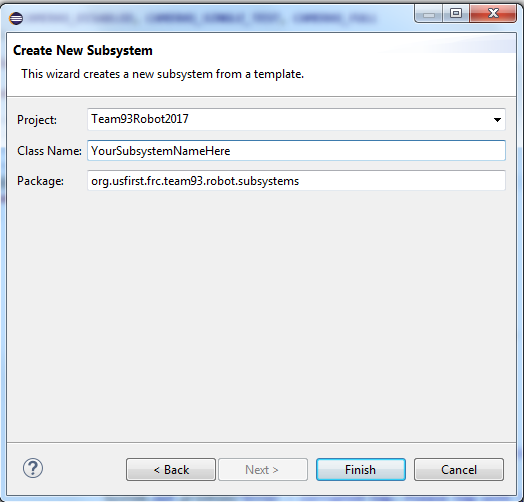 Create New Subsystem
This wizard creates a new subsystem from a template.
Project: Team93Robot2017
Class Name: YourSubsystemNameHere
Package: org.usfirst.frc.team93.robot.subsystems
? < Back Next > Finish Cancel